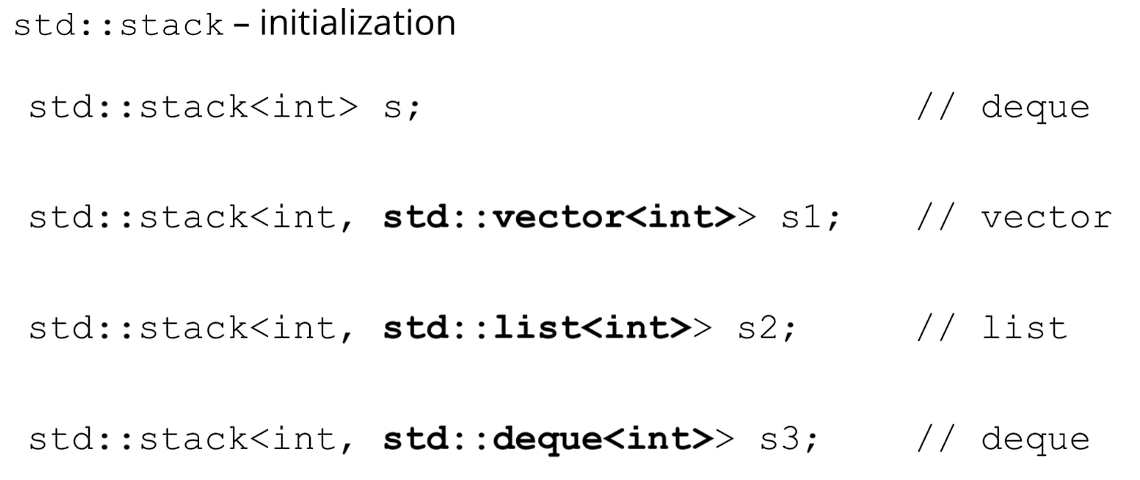 std::stack – initialization
std::stack<int> s; // deque
std::stack<int, std::vector<int>> s1; // vector
std::stack<int, std::list<int>> s2; // list
std::stack<int, std::deque<int>> s3; // deque